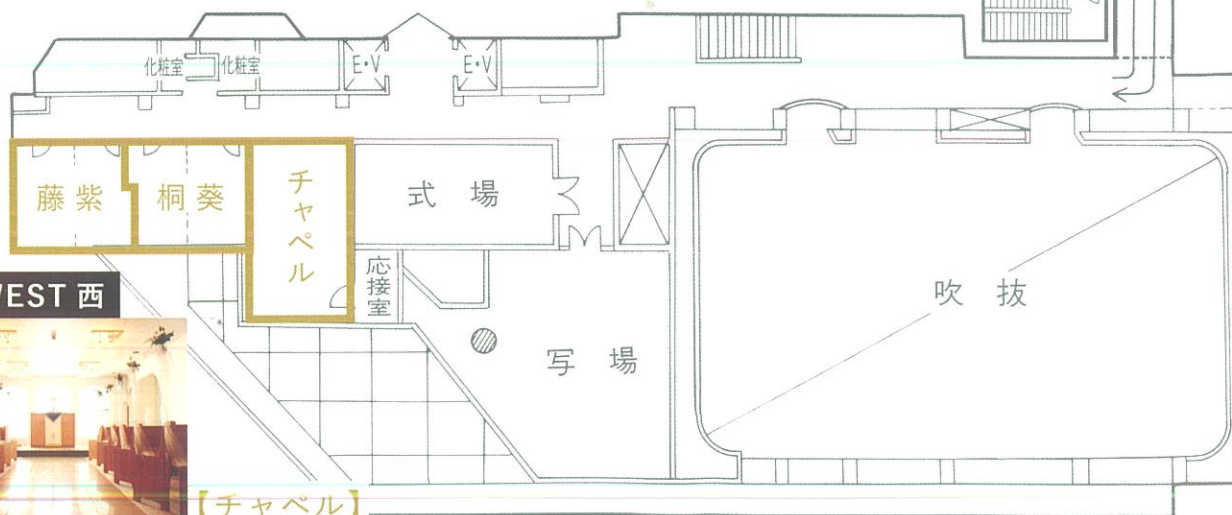 化粧室
化粧室
E・V
E・V
藤 紫
桐 葵
チャペル
式 場
応接室
写 場
吹 抜
WEST 西
【チャペル】